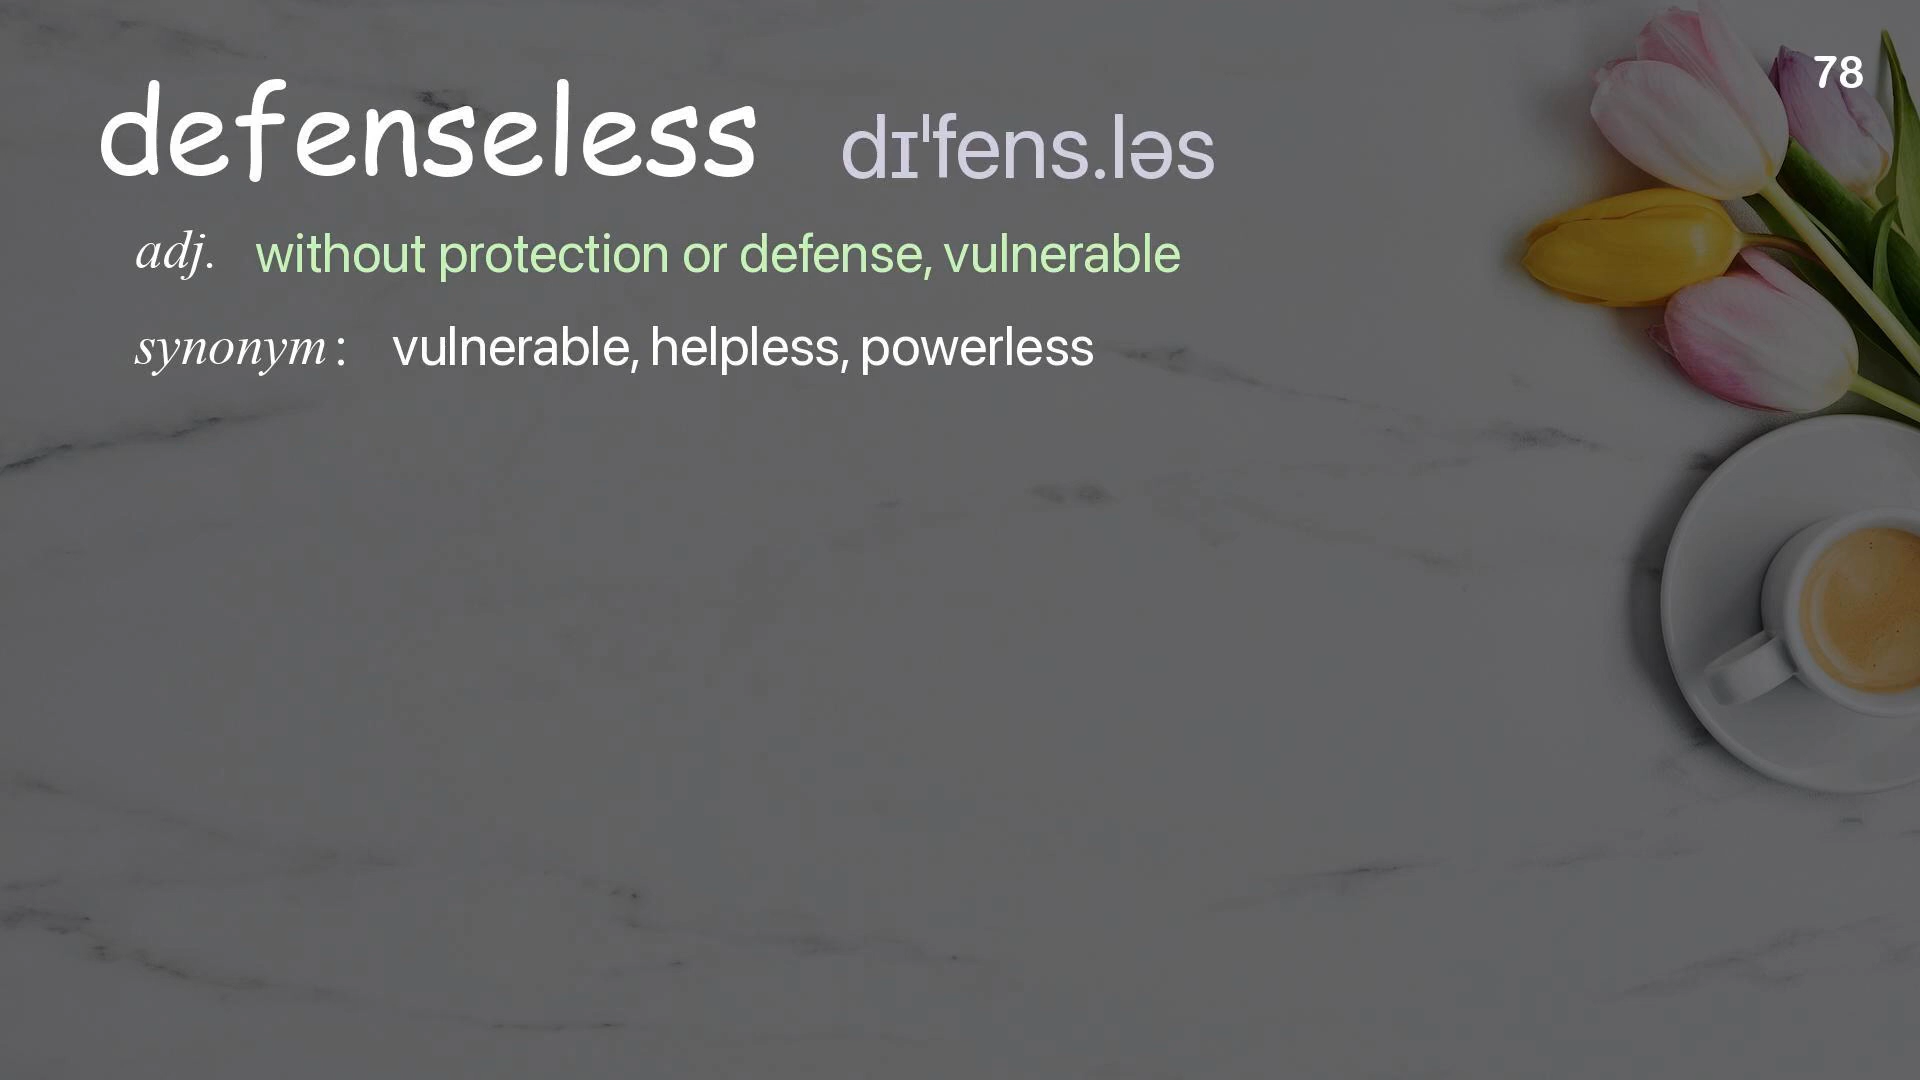 78
defenseless dɪˈfens.ləs
adj. without protection or defense, vulnerable
synonym: vulnerable, helpless, powerless